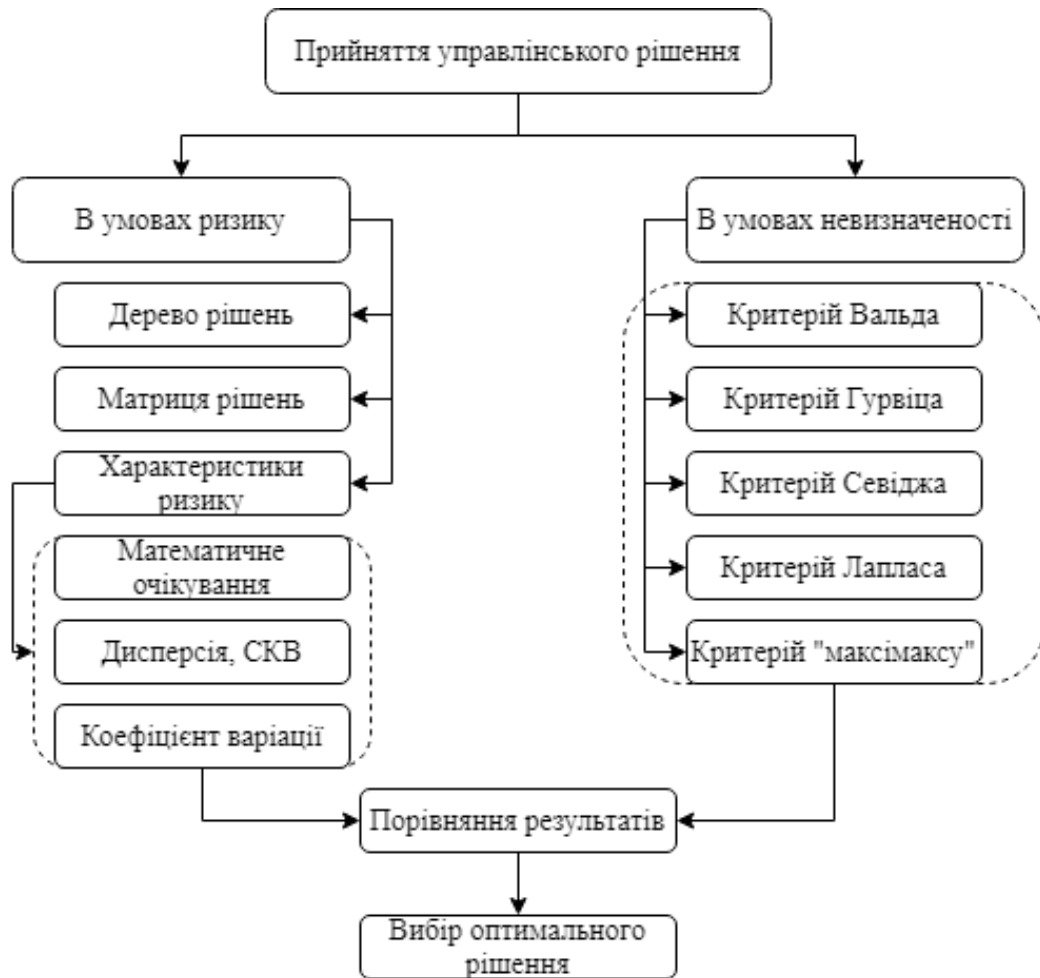 Прийняття управлінського рішення
В умовах ризику
В умовах невизначеності
Дерево рішень
Критерій Вальда
Матриця рішень
Критерій Гурвіца
Характеристики
ризику
Критерій Севіджа
Математичне
очікування
Критерій Лапласа
Дисперсія, СКВ
Критерій "максімаксу"
Коефіцієнт варіації
Порівняння результатів
Вибір оптимального
рішення